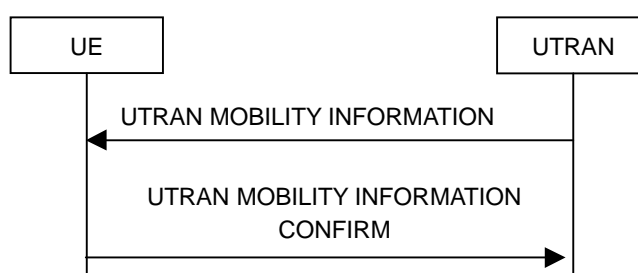 UE
UTRAN
UTRAN MOBILITY INFORMATION
UTRAN MOBILITY INFORMATION
CONFIRM